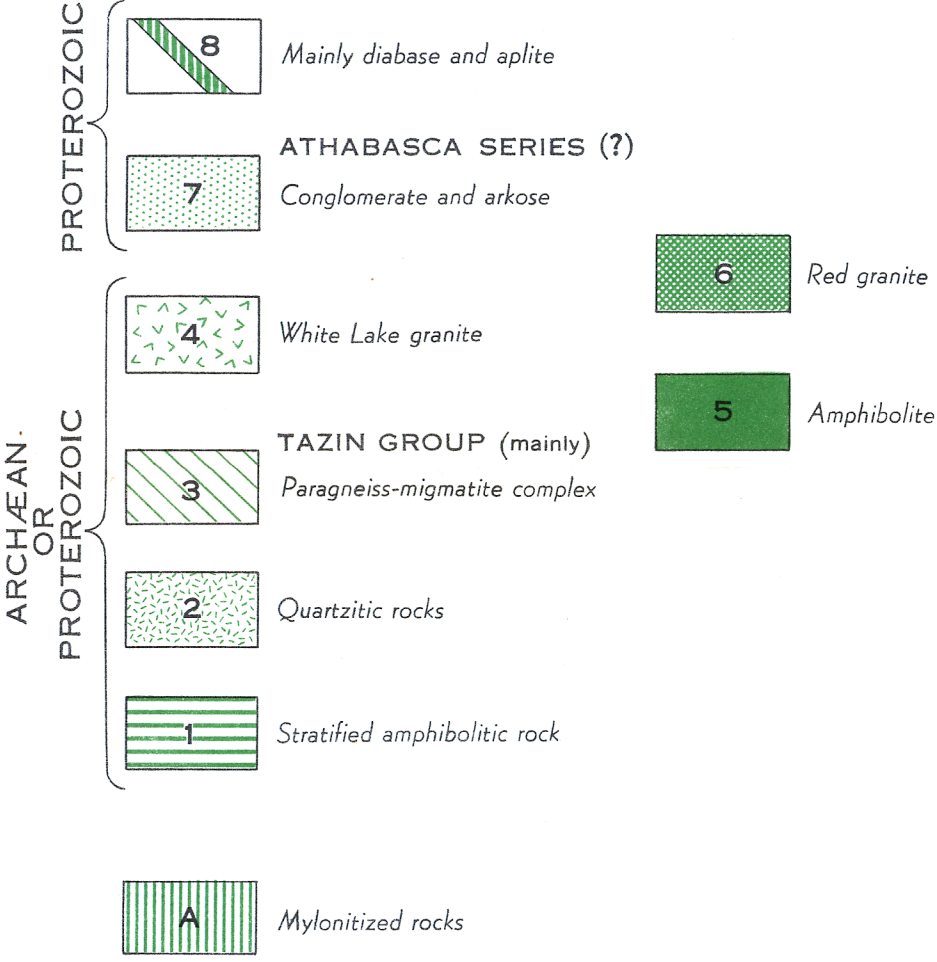 PROTEROZOIC
8
Mainly diabase and aplite
ATHABASCA SERIES (?)
7
Conglomerate and arkose
6
Red granite
ARCHÆAN
OR
PROTEROZOIC
4
White Lake granite
5
Amphibolite
TAZIN GROUP (mainly)
3
Paragneiss-migmatite complex
2
Quartzitic rocks
1
Stratified amphibolitic rock
A
Mylonitized rocks